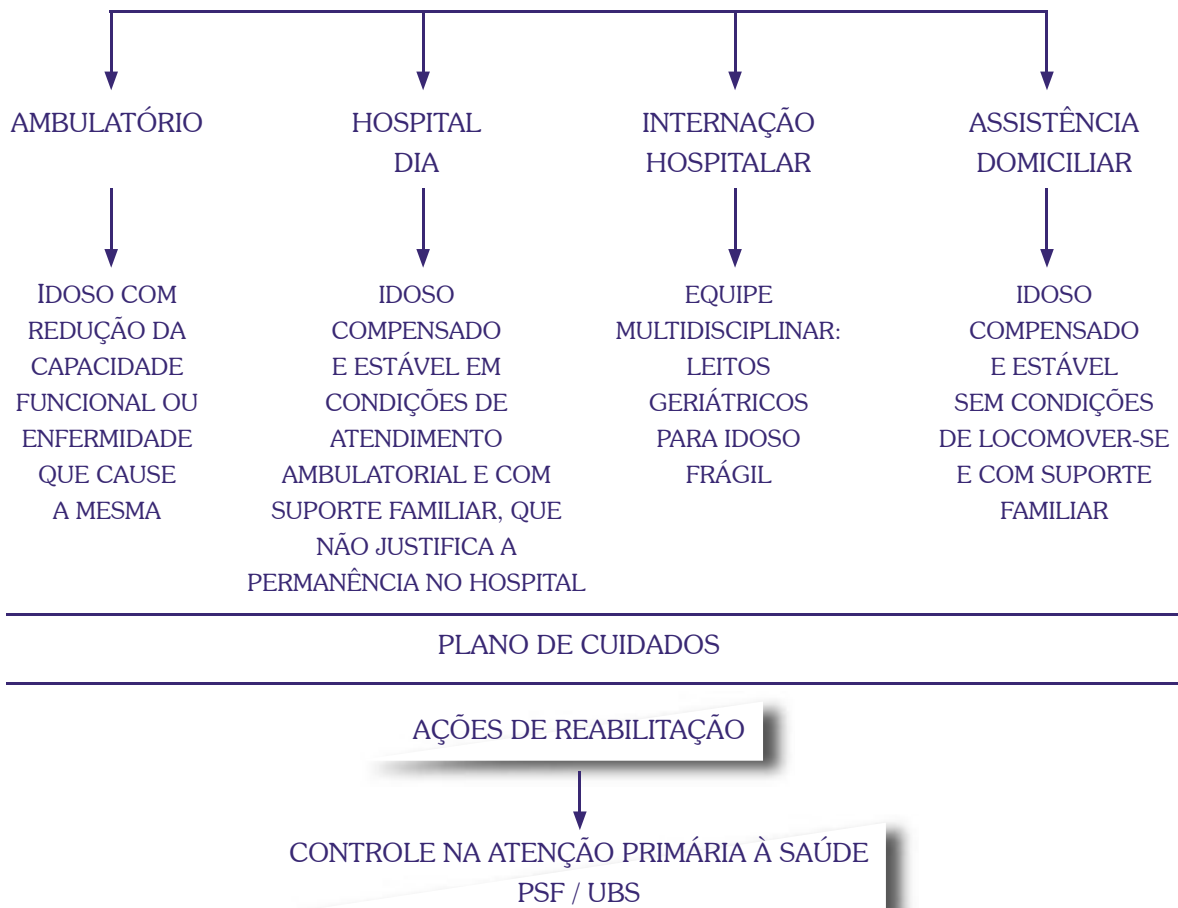 AMBULATÓRIO
IDOSO COM
REDUÇÃO DA
CAPACIDADE
FUNCIONAL OU
ENFERMIDADE
QUE CAUSE
A MESMA
HOSPITAL
DIA
IDOSO
COMPENSADO
E ESTÁVEL EM
CONDIÇÕES DE
ATENDIMENTO
AMBULATORIAL E COM
SUPORTE FAMILIAR, QUE
NÃO JUSTIFICA A
PERMANÊNCIA NO HOSPITAL
INTERNAÇÃO
HOSPITALAR
EQUIPE
MULTIDISCIPLINAR:
LEITOS
GERIÁTRICOS
PARA IDOSO
FRÁGIL
ASSISTÊNCIA
DOMICILIAR
IDOSO
COMPENSADO
E ESTÁVEL
SEM CONDIÇÕES
DE LOCOMOVER-SE
E COM SUPORTE
FAMILIAR
PLANO DE CUIDADOS
AÇÕES DE REABILITAÇÃO
CONTROLE NA ATENÇÃO PRIMÁRIA À SAÚDE
PSF / UBS